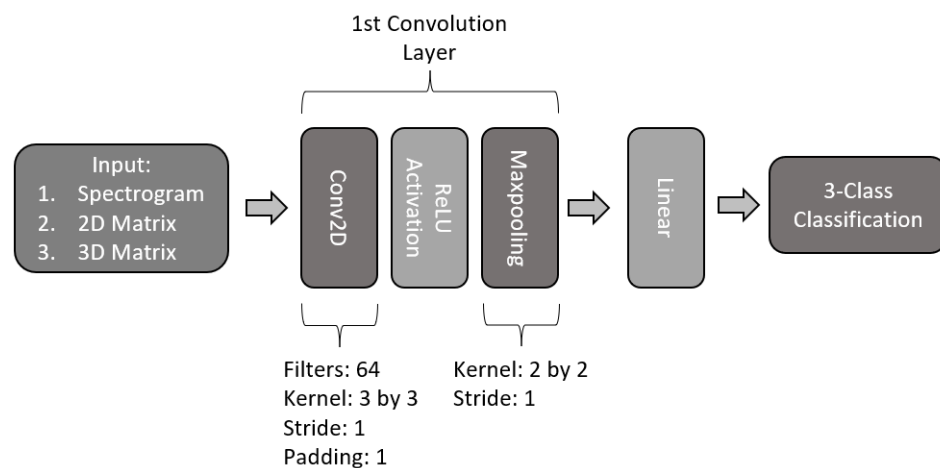 1st Convolution
Layer
Input:
1. Spectrogram
2. 2D Matrix
3. 3D Matrix
Conv2D
ReLU
Activation
Maxpooling
Linear
3-Class
Classification
Filters: 64
Kernel: 3 by 3
Stride: 1
Padding: 1
Kernel: 2 by 2
Stride: 1